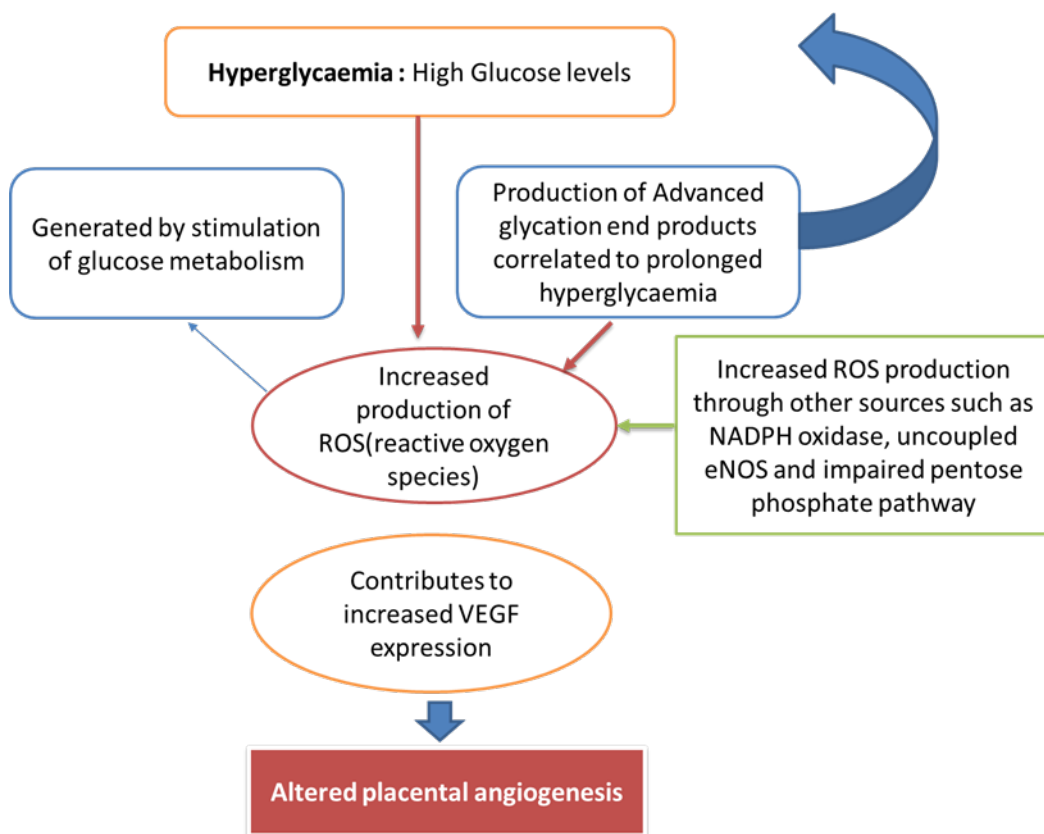 Hyperglycaemia : High Glucose levels
Generated by stimulation
of glucose metabolism
Production of Advanced
glycation end products
correlated to prolonged
hyperglycaemia
Increased
production of
ROS(reactive oxygen
species)
Increased ROS production
through other sources such as
NADPH oxidase, uncoupled
eNOS and impaired pentose
phosphate pathway
Contributes to
increased VEGF
expression
Altered placental angiogenesis